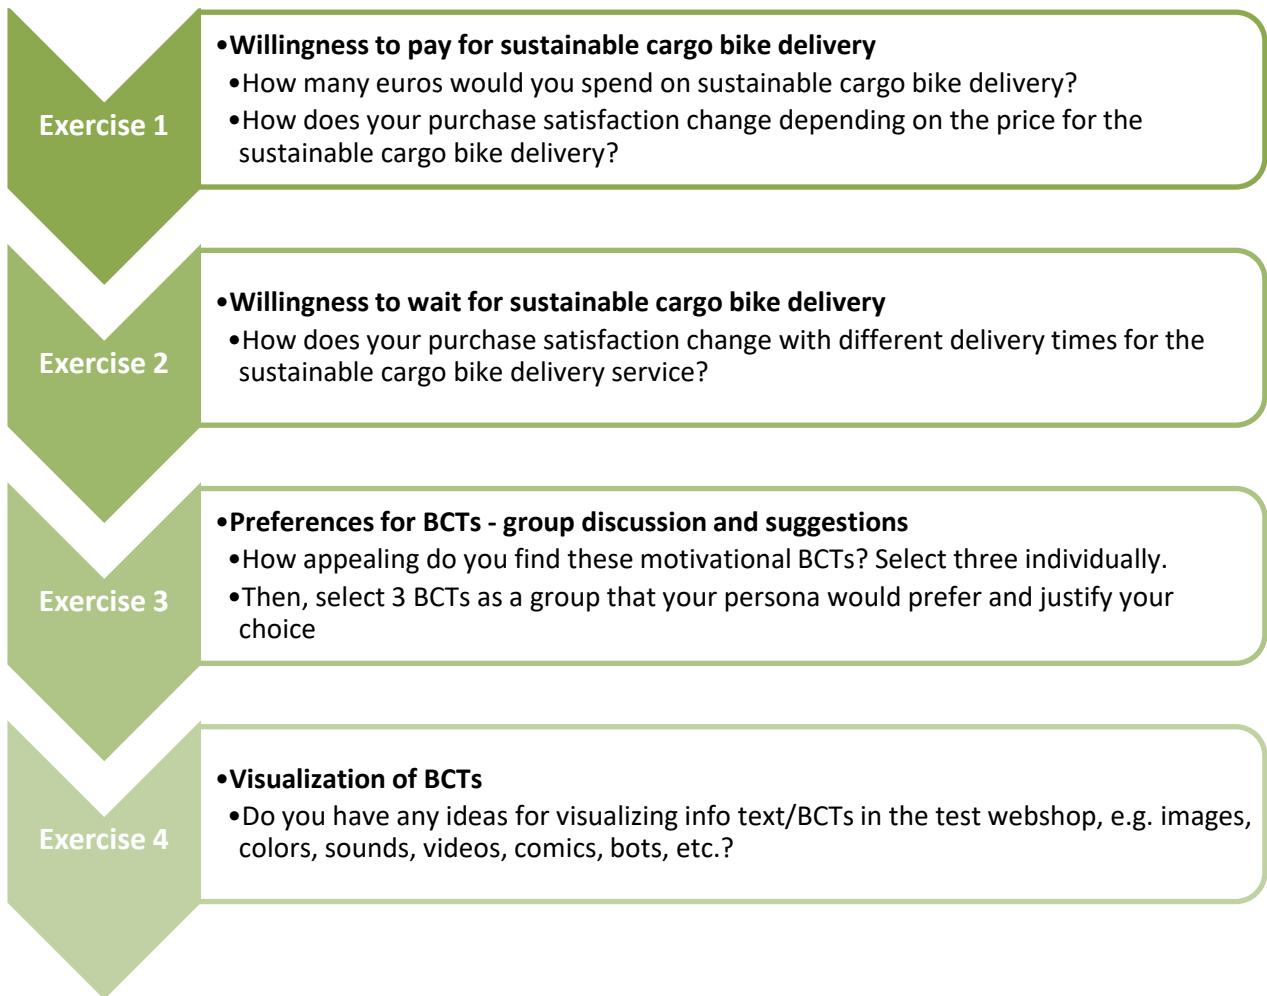 Exercise 1
•Willingness to pay for sustainable cargo bike delivery
•How many euros would you spend on sustainable cargo bike delivery?
•How does your purchase satisfaction change depending on the price for the
sustainable cargo bike delivery?
Exercise 2
•Willingness to wait for sustainable cargo bike delivery
•How does your purchase satisfaction change with different delivery times for the
sustainable cargo bike delivery service?
Exercise 3
•Preferences for BCTs - group discussion and suggestions
•How appealing do you find these motivational BCTs? Select three individually.
•Then, select 3 BCTs as a group that your persona would prefer and justify your
choice
Exercise 4
•Visualization of BCTs
•Do you have any ideas for visualizing info text/BCTs in the test webshop, e.g. images,
colors, sounds, videos, comics, bots, etc.?